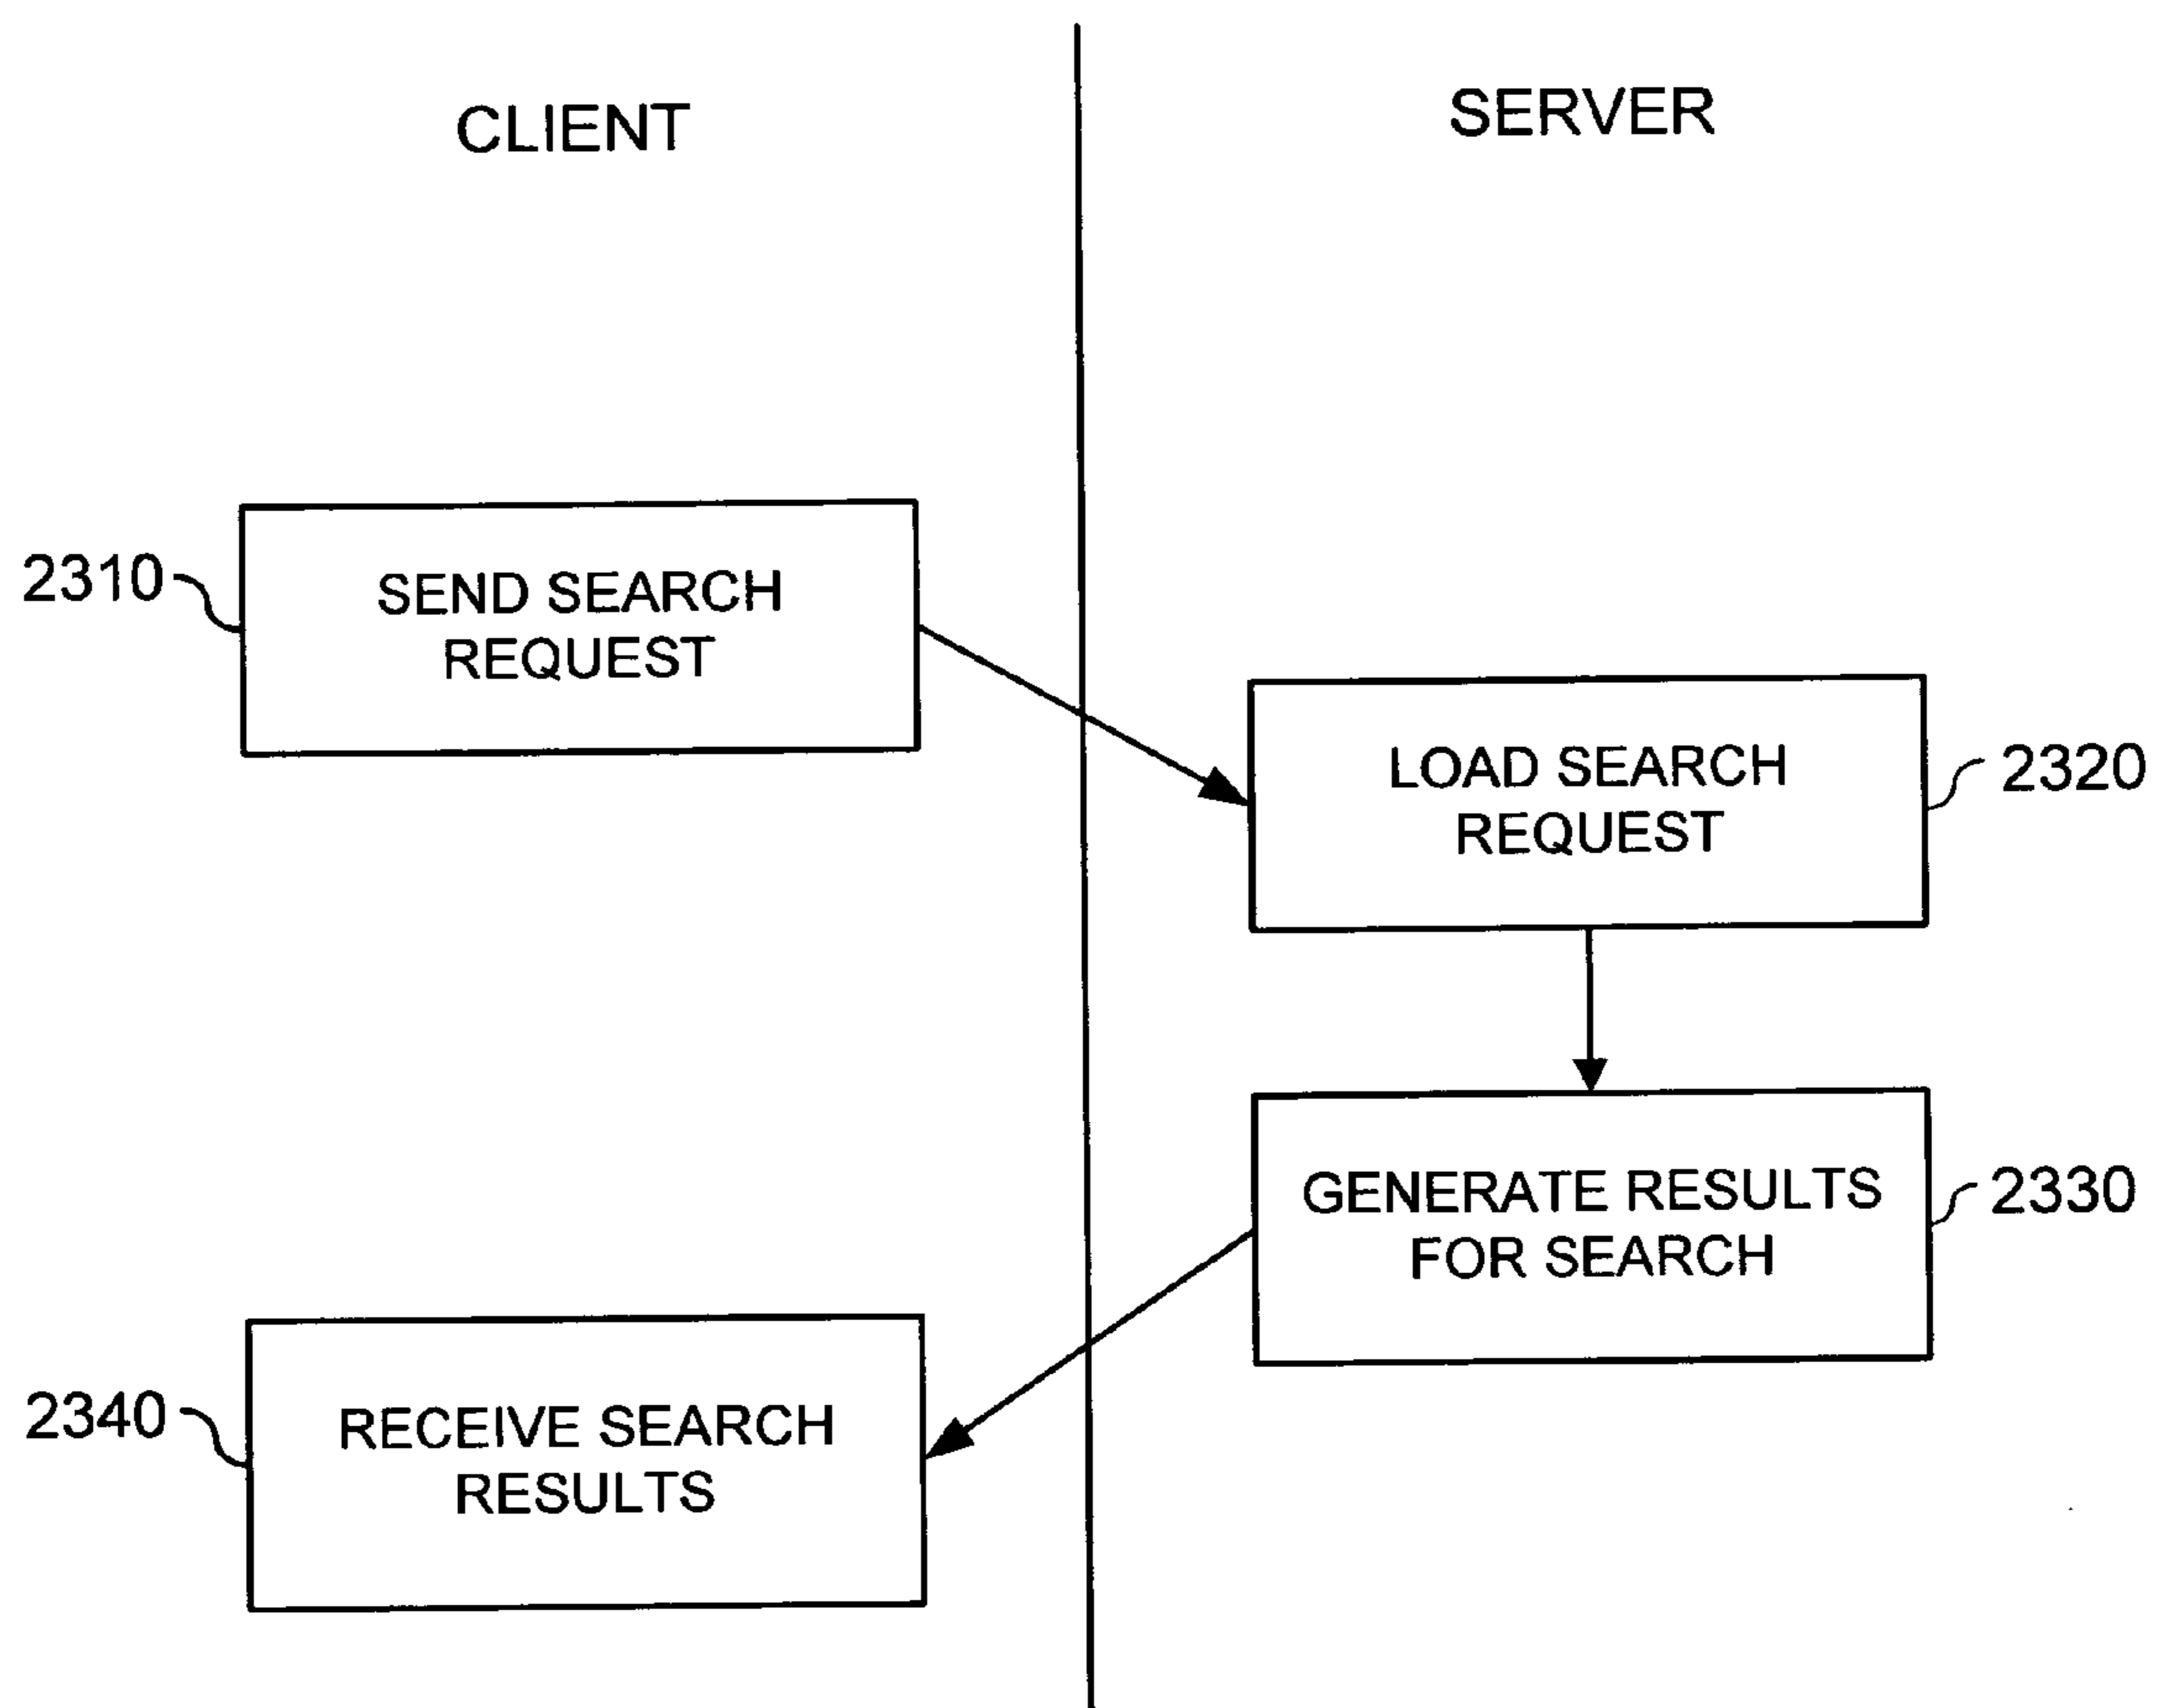 CLIENT
SERVER
2310
SEND SEARCH
REQUEST
LOAD SEARCH
REQUEST
2320
GENERATE RESULTS
FOR SEARCH
2330
2340
RECEIVE SEARCH
RESULTS